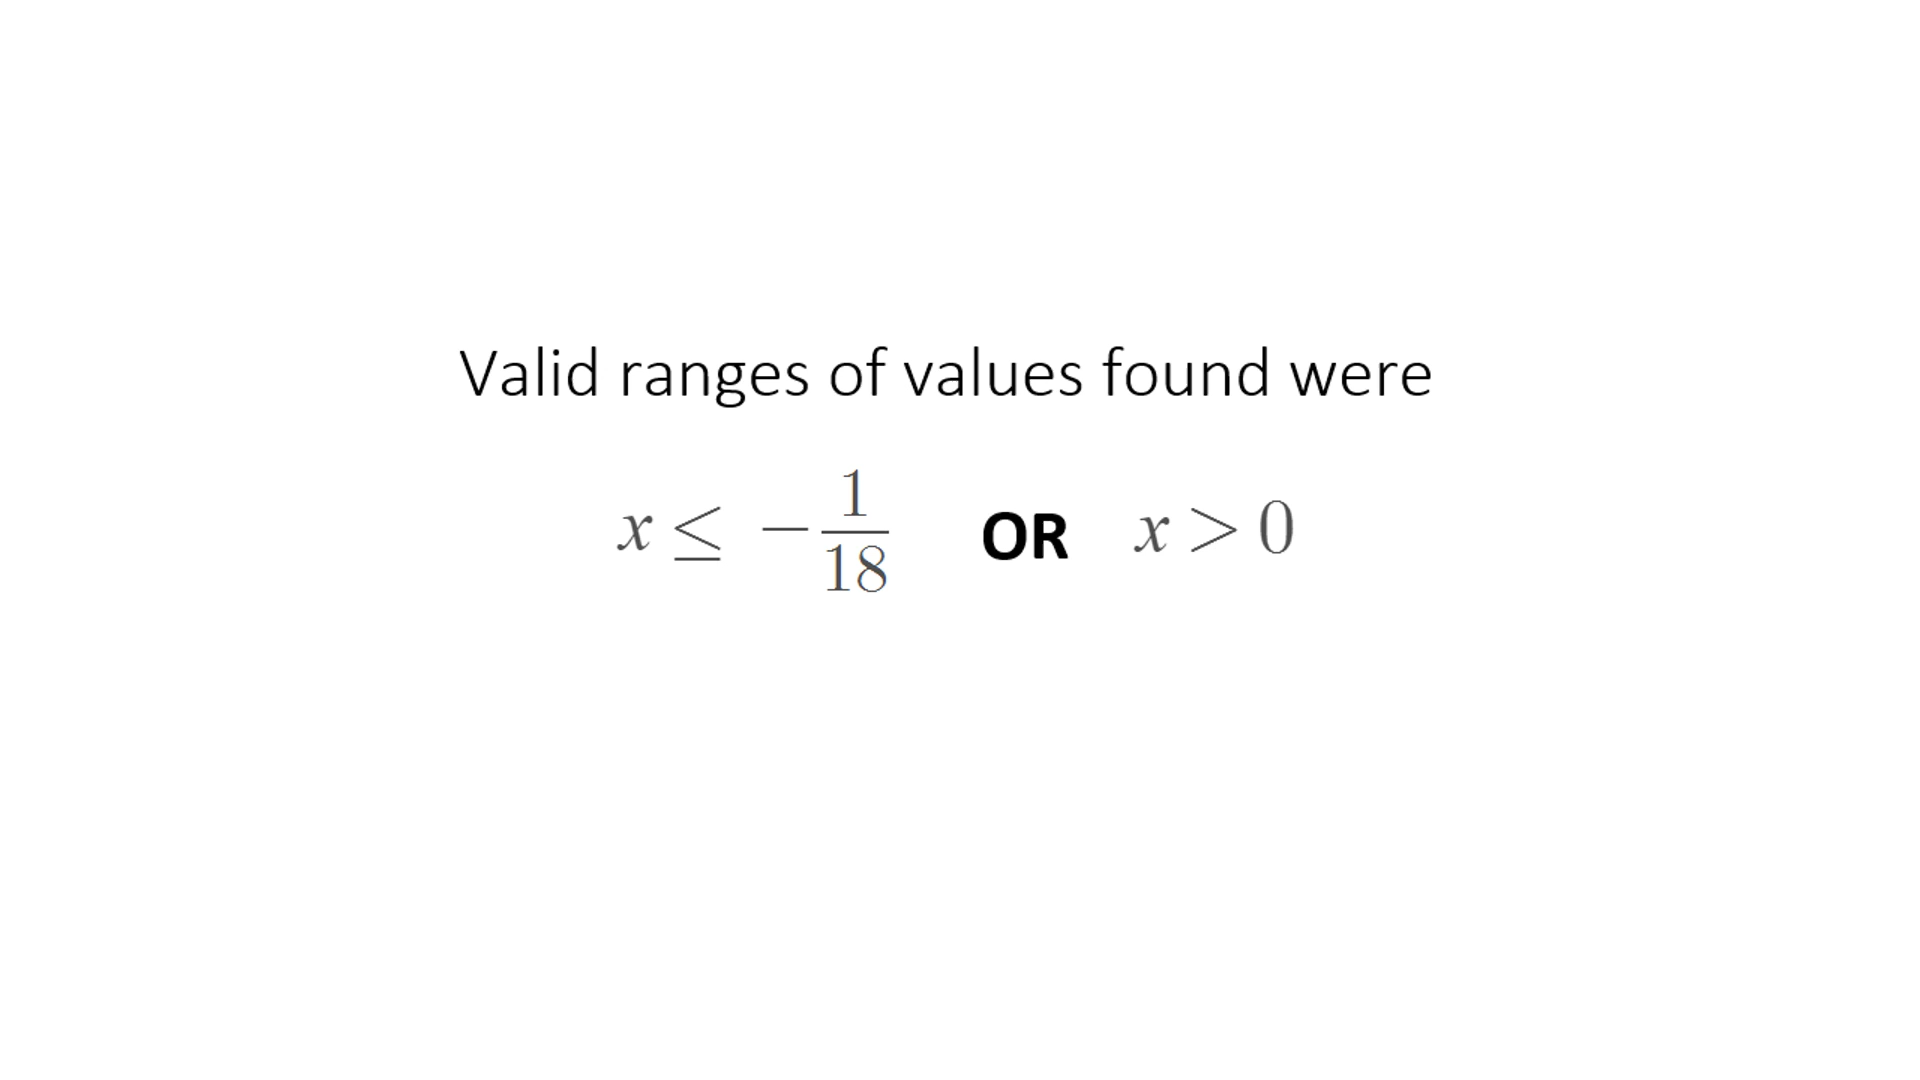 Valid ranges of values found were
x ≤ −1/18 OR x > 0